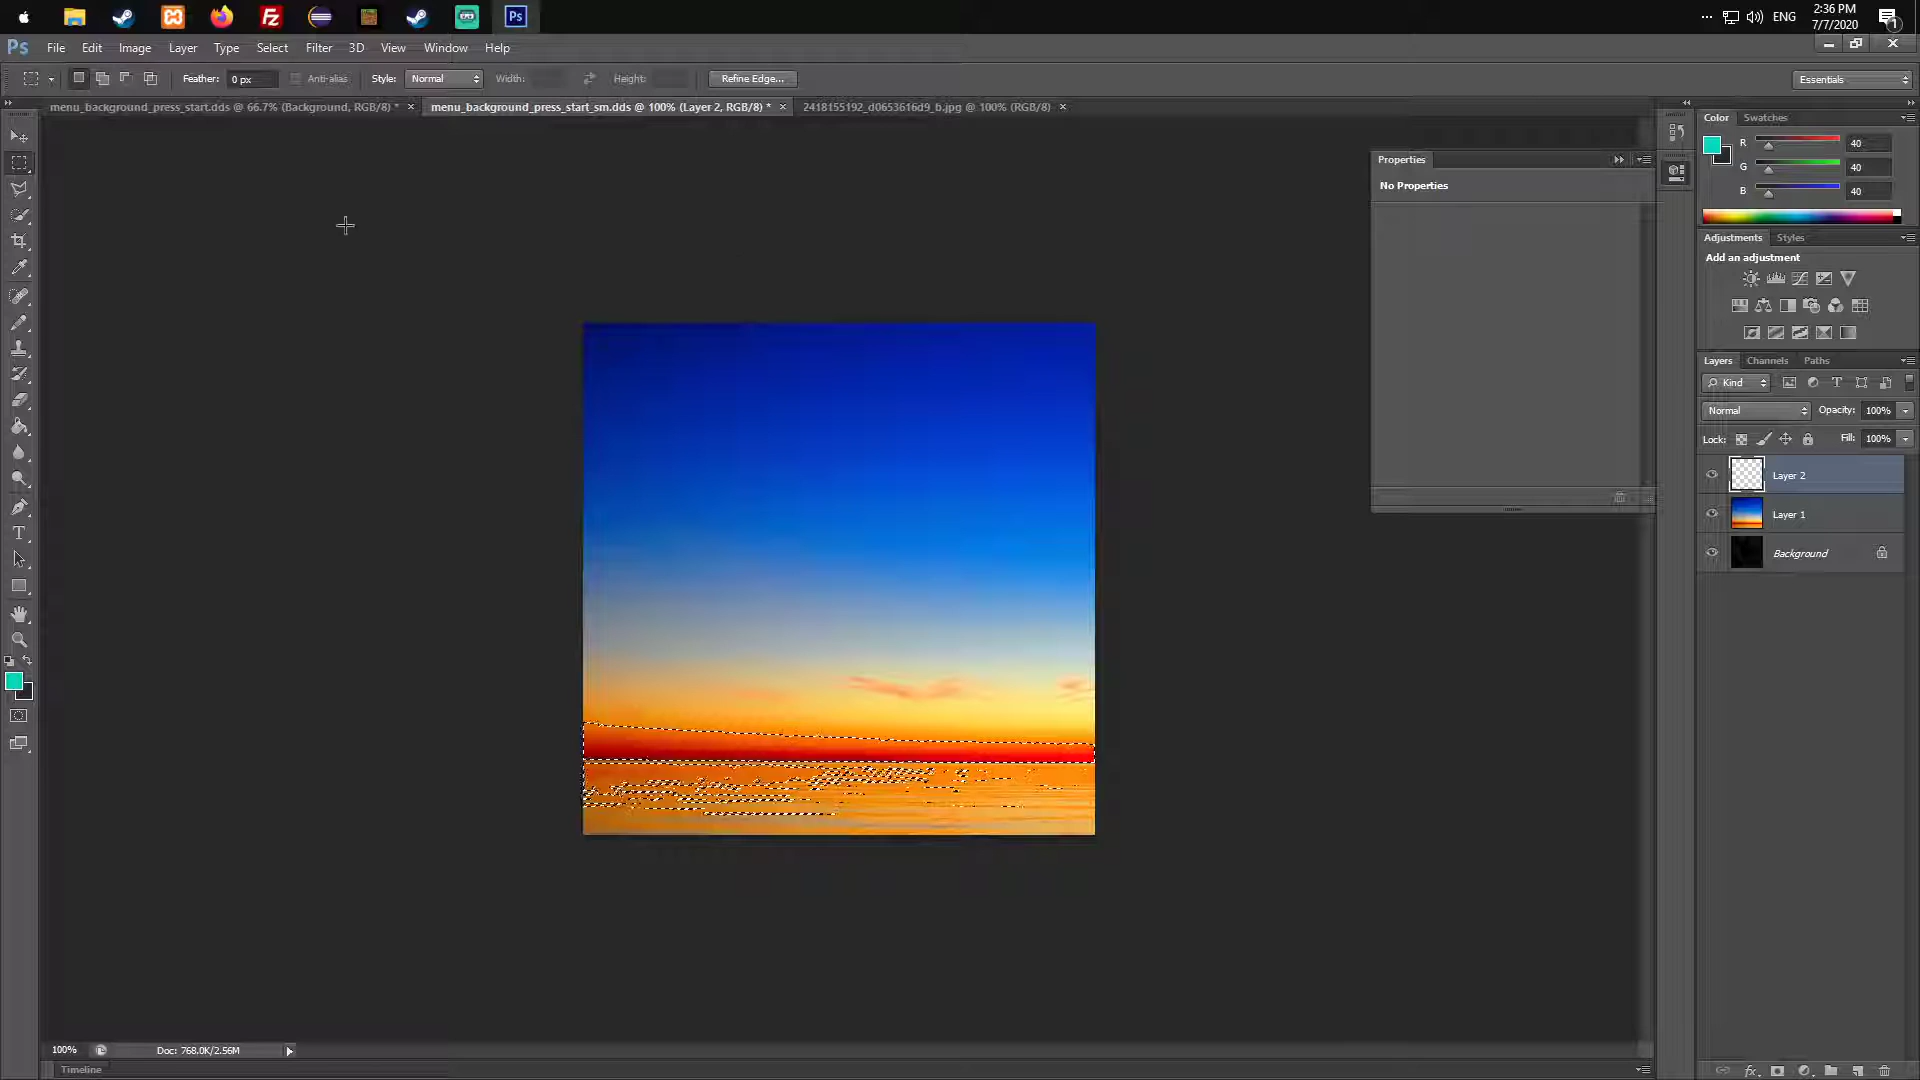 Ps
ENG
2:36 PM
7/7/2020
1
Ps File Edit Image Layer Type Select Filter 3D View Window Help
Feather: 0 px Anti-alias Style: Normal Width: Height: Refine Edge... Essentials
menu_background_press_start.dds @ 66.7% (Background, RGB/8) * × menu_background_press_start_sm.dds @ 100% (Layer 2, RGB/8) * × 2418155192_d0653616d9_b.jpg @ 100% (RGB/8) ×
Color Swatches
R 40
G 40
B 40
Properties
No Properties
Adjustments Styles
Add an adjustment
Layers Channels Paths
Kind
Normal Opacity: 100%
Lock: Fill: 100%
Layer 2
Layer 1
Background
T
100% Doc: 768.0K/2.56M
Timeline
fx